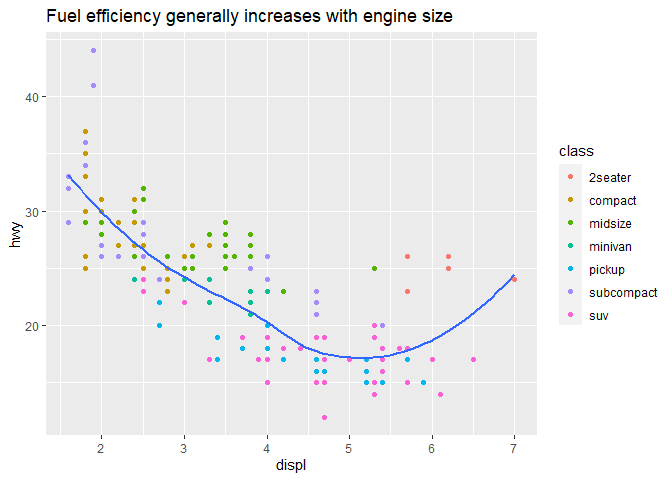 Fuel efficiency generally increases with engine size
hwy
40
30
20
2
3
4
5
6
7
displ
class
2seater
compact
midsize
minivan
pickup
subcompact
suv